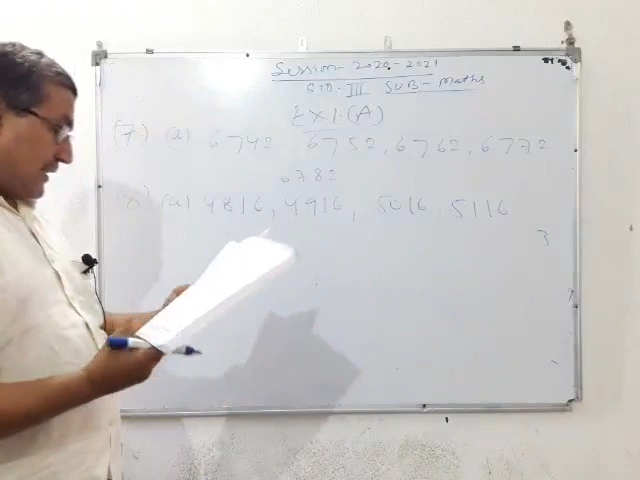 Session - 2020-2021
STD. III SUB - Maths
EX 1.(A)
(7.) (a) 6742 6752, 6762, 6772
6782
(a) 4816, 4916, 5016, 5116
3